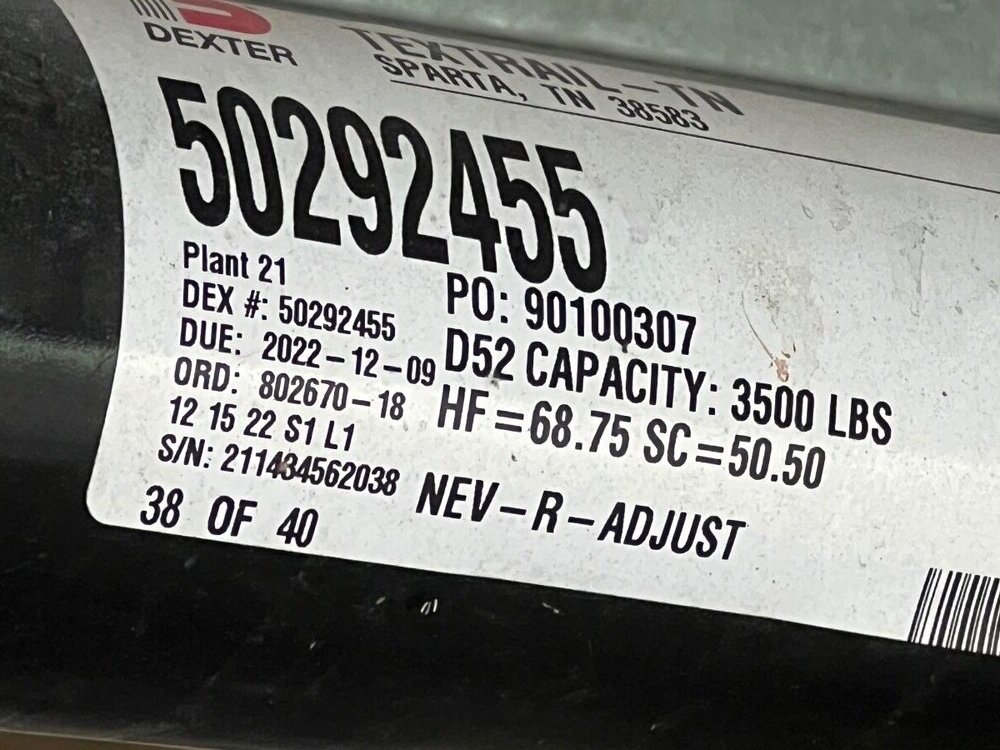 DEXTER
TEXTRAIL-TN
SPARTA, TN 38583
50292455
Plant 21
DEX #: 50292455
DUE: 2022-12-09
ORD: 802670-18
12 15 22 S1 L1
S/N: 211434562038
38 OF 40
PO: 90100307
D52 CAPACITY: 3500 LBS
HF=68.75 SC=50.50
NEV-R-ADJUST